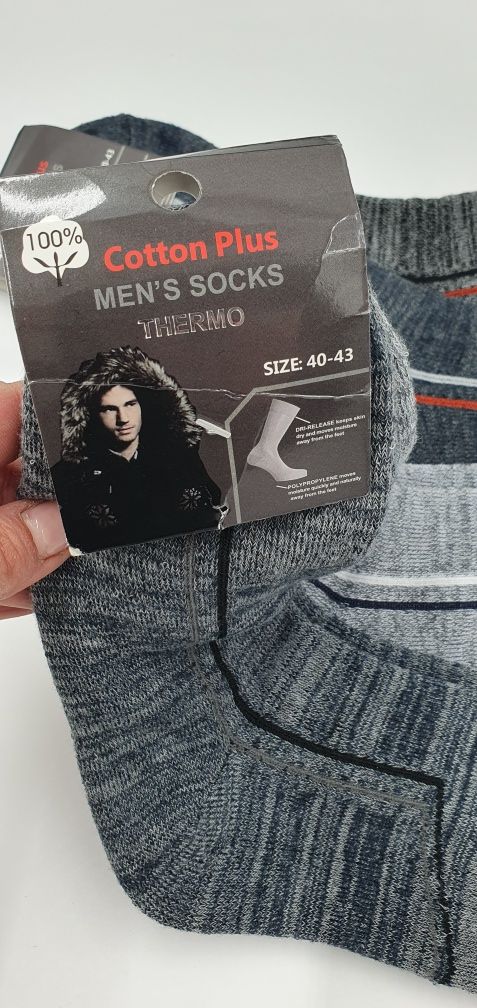 100%
Cotton Plus
MEN'S SOCKS
THERMO
SIZE: 40-43
DRI-RELEASE keeps skin
dry and moves moisture
away from the feet
POLYPROPYLENE moves
moisture quickly and naturally
away from the feet